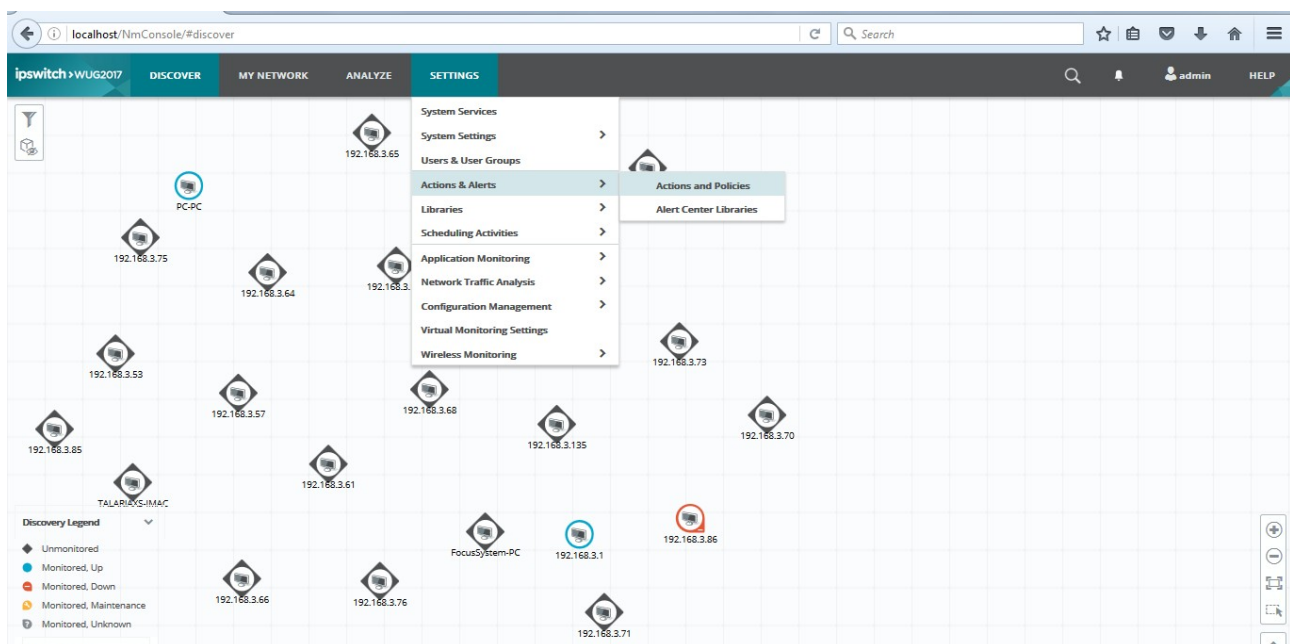 localhost/NmConsole/#discover
Search
ipswitch > WUG2017 DISCOVER MY NETWORK ANALYZE SETTINGS admin HELP
System Services
System Settings
Users & User Groups
Actions & Alerts
Libraries
Scheduling Activities
Application Monitoring
Network Traffic Analysis
Configuration Management
Virtual Monitoring Settings
Wireless Monitoring
Actions and Policies
Alert Center Libraries
192.168.3.65
PC-PC
192.168.3.75
192.168.3.64
192.168.3.
192.168.3.53
192.168.3.73
192.168.3.57
192.168.3.68
192.168.3.85
192.168.3.135
192.168.3.70
192.168.3.61
TALARIAXS-IMAC
FocusSystem-PC
192.168.3.1
192.168.3.86
192.168.3.66
192.168.3.76
192.168.3.71
Discovery Legend
Unmonitored
Monitored, Up
Monitored, Down
Monitored, Maintenance
Monitored, Unknown